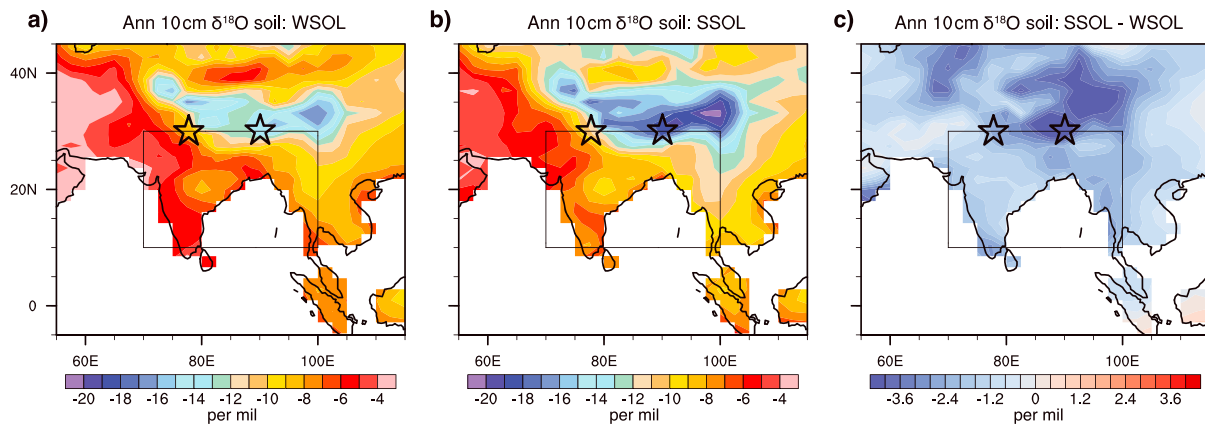 a) Ann 10cm δ¹⁸O soil: WSOL
b) Ann 10cm δ¹⁸O soil: SSOL
c) Ann 10cm δ¹⁸O soil: SSOL - WSOL
40N
20N
0
60E 80E 100E
60E 80E 100E
60E 80E 100E
-20 -18 -16 -14 -12 -10 -8 -6 -4
-20 -18 -16 -14 -12 -10 -8 -6 -4
-3.6 -2.4 -1.2 0 1.2 2.4 3.6
per mil
per mil
per mil